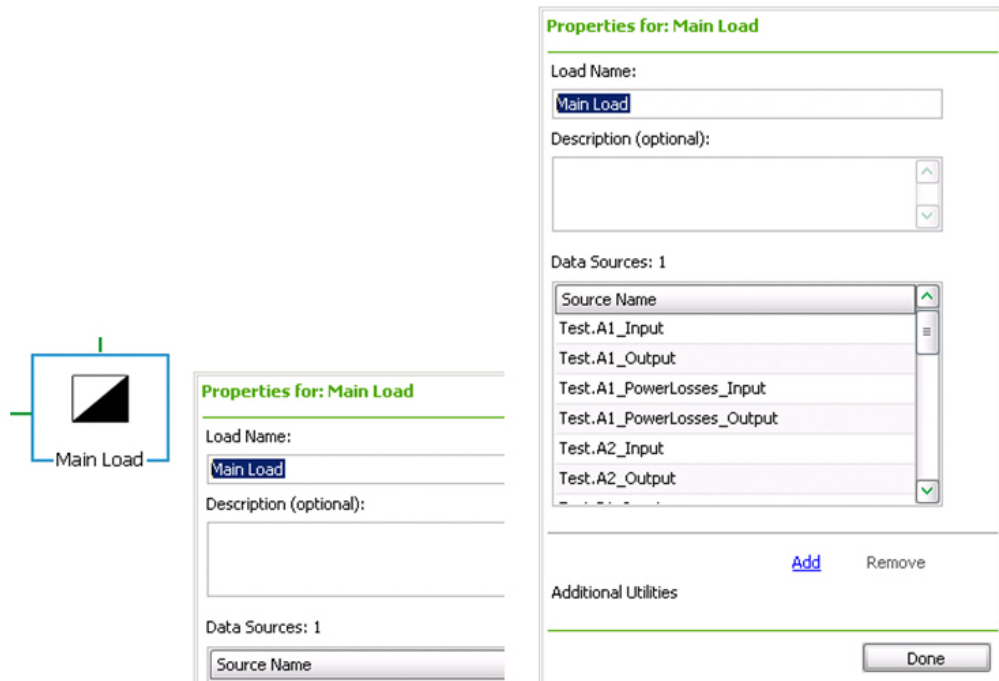 Main Load
Properties for: Main Load
Load Name:
Main Load
Description (optional):
Data Sources: 1
Source Name
Properties for: Main Load
Load Name:
Main Load
Description (optional):
Data Sources: 1
Source Name
Test.A1_Input
Test.A1_Output
Test.A1_PowerLosses_Input
Test.A1_PowerLosses_Output
Test.A2_Input
Test.A2_Output
Add Remove
Additional Utilities
Done